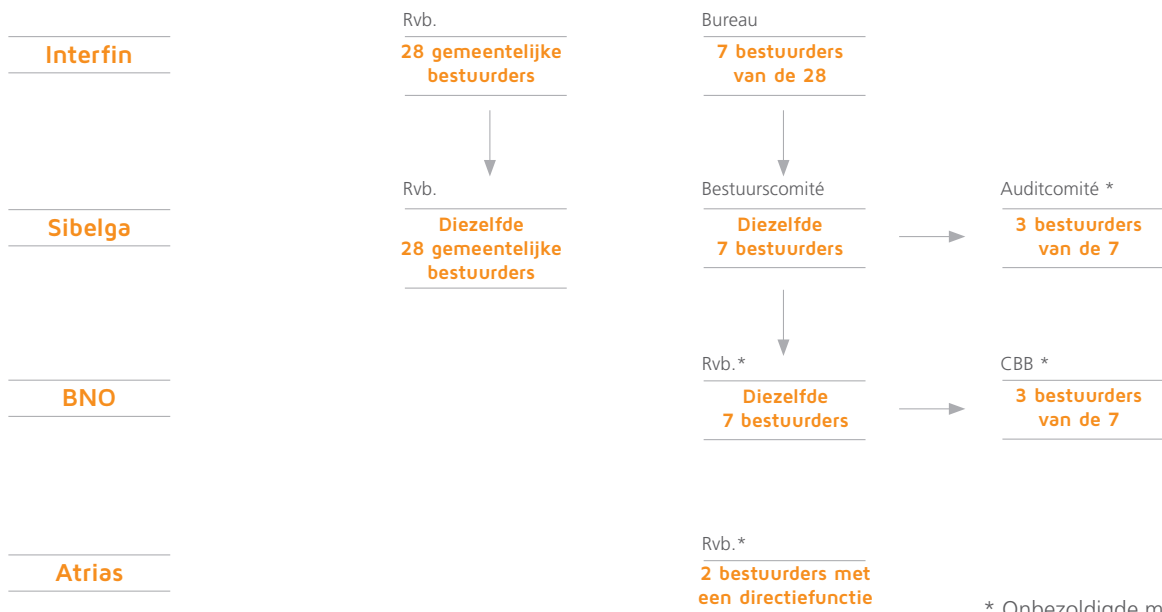 Rvb.
Bureau
Interfin
28 gemeentelijke
bestuurders
7 bestuurders
van de 28
Rvb.
Bestuurscomité
Auditcomité *
Sibelga
Diezelfde
28 gemeentelijke
bestuurders
Diezelfde
7 bestuurders
3 bestuurders
van de 7
Rvb.*
CBB *
BNO
Diezelfde
7 bestuurders
3 bestuurders
van de 7
Rvb.*
Atrias
2 bestuurders met
een directiefunctie
* Onbezoldigde